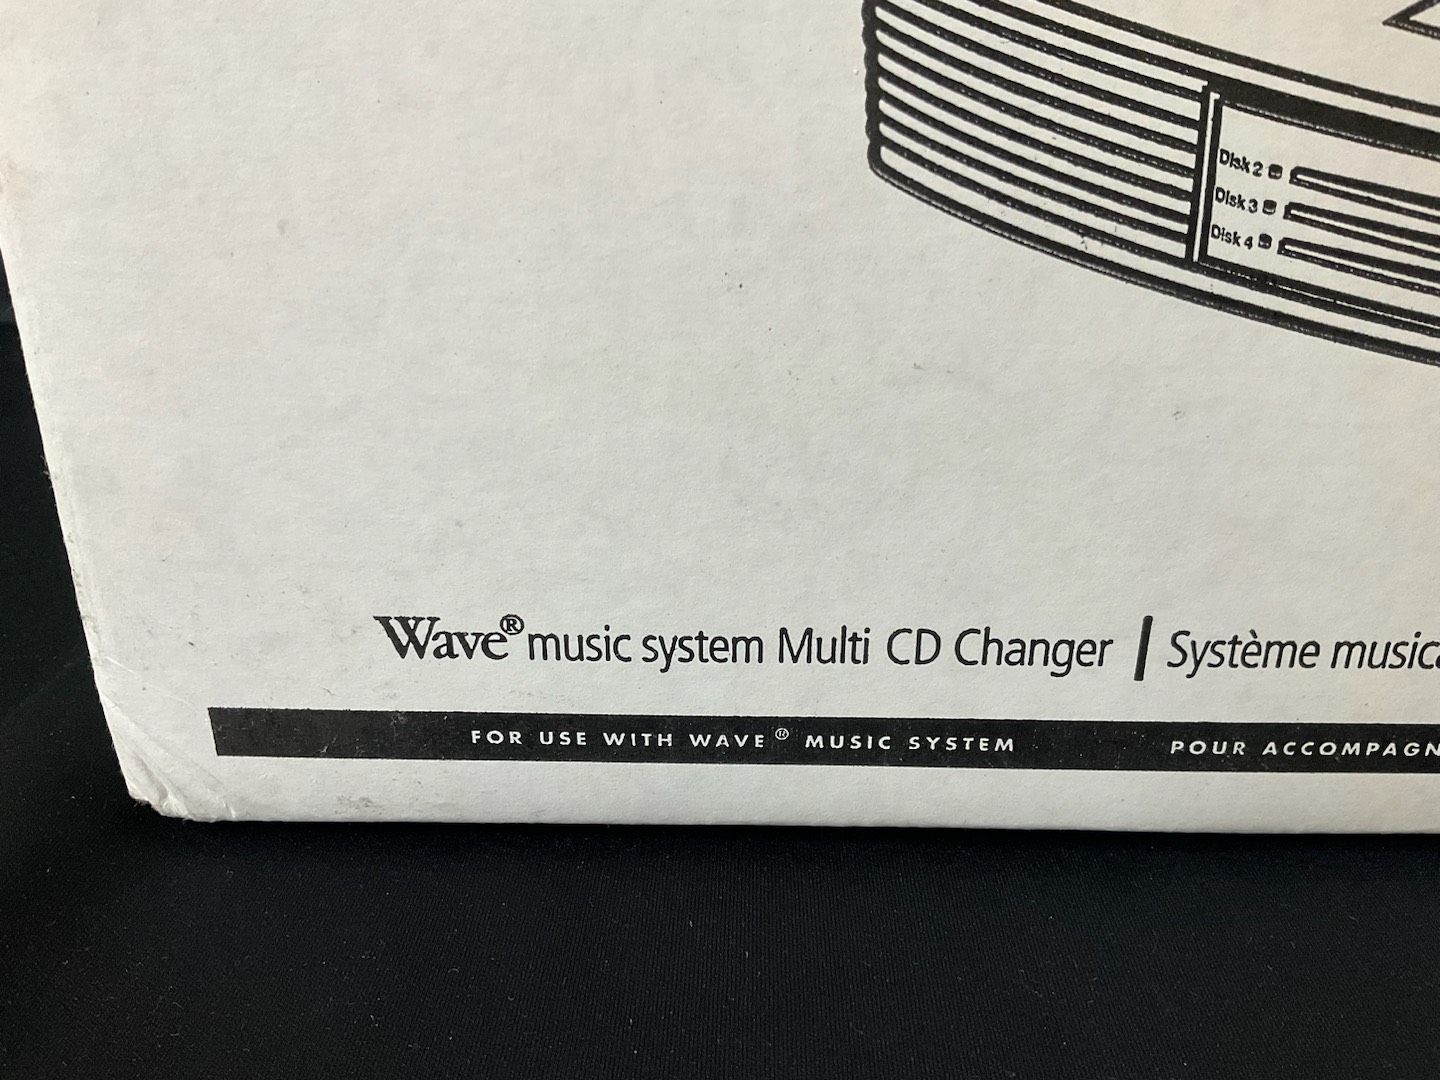 Disk 2
Disk 3
Disk 4
Wave® music system Multi CD Changer | Système musica
FOR USE WITH WAVE® MUSIC SYSTEM POUR ACCOMPAGN